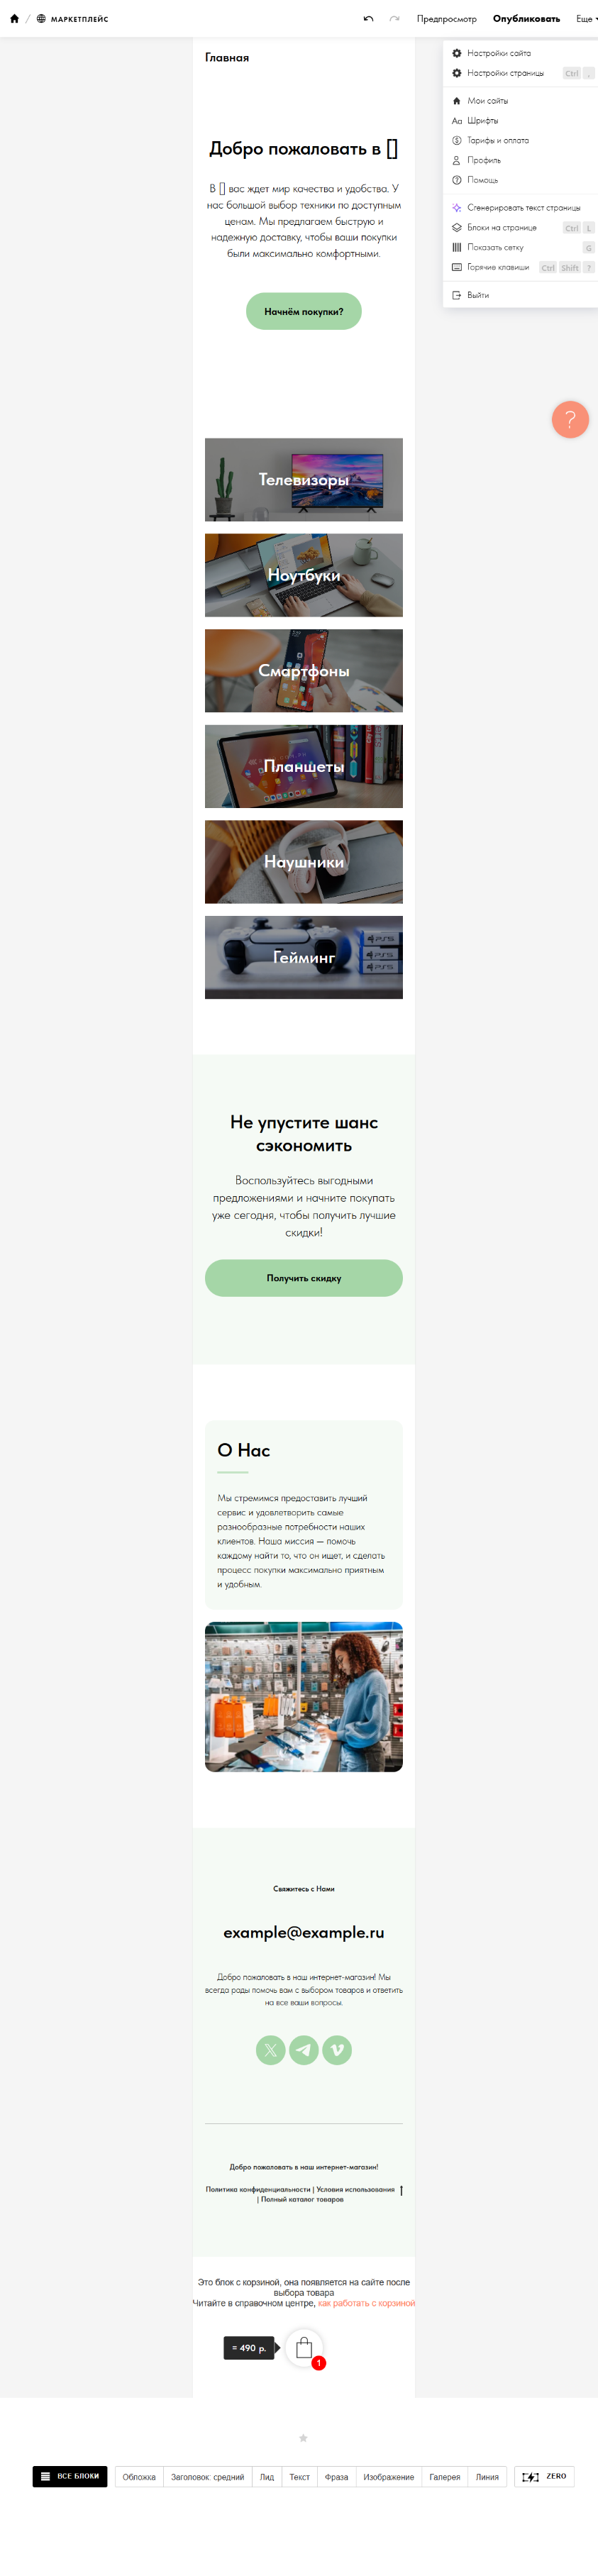 / МАРКЕТПЛЕЙС
Предпросмотр
Опубликовать
Еще
Главная
Настройки сайта
Настройки страницы Ctrl ,
Мои сайты
Aa Шрифты
Тарифы и оплата
Профиль
Помощь
Сгенерировать текст страницы
Блоки на странице Ctrl L
Показать сетку G
Горячие клавиши Ctrl Shift ?
Выйти
?
Добро пожаловать в []
В [] вас ждет мир качества и удобства. У
нас большой выбор техники по доступным
ценам. Мы предлагаем быструю и
надежную доставку, чтобы ваши покупки
были максимально комфортными.
Начнём покупки?
Телевизоры
Ноутбуки
Смартфоны
Планшеты
Наушники
Гейминг
Не упустите шанс
сэкономить
Воспользуйтесь выгодными
предложениями и начните покупать
уже сегодня, чтобы получить лучшие
скидки!
Получить скидку
О Нас
Мы стремимся предоставить лучший
сервис и удовлетворить самые
разнообразные потребности наших
клиентов. Наша миссия — помочь
каждому найти то, что он ищет, и сделать
процесс покупки максимально приятным
и удобным.
Свяжитесь с Нами
example@example.ru
Добро пожаловать в наш интернет-магазин! Мы
всегда рады помочь вам с выбором товаров и ответить
на все ваши вопросы.
Добро пожаловать в наш интернет-магазин!
Политика конфиденциальности | Условия использования
| Полный каталог товаров
Это блок с корзиной, она появляется на сайте после
выбора товара
Читайте в справочном центре, как работать с корзиной
= 490 р.
1
ВСЕ БЛОКИ
Обложка
Заголовок: средний
Лид
Текст
Фраза
Изображение
Галерея
Линия
ZERO